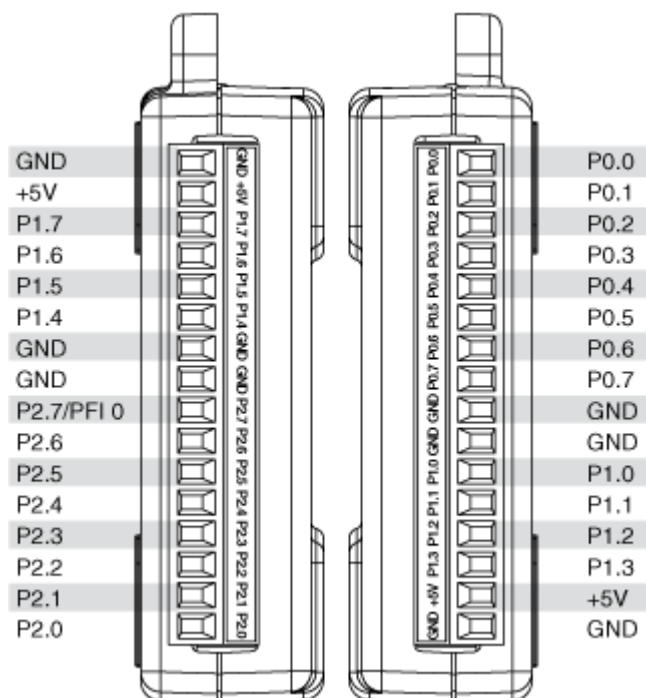 GND
+5V
P1.7
P1.6
P1.5
P1.4
GND
GND
P2.7/PFI 0
P2.6
P2.5
P2.4
P2.3
P2.2
P2.1
P2.0
GND +5V P1.7 P1.6 P1.5 P1.4 GND GND P2.7 P2.6 P2.5 P2.4 P2.3 P2.2 P2.1 P2.0
GND +5V P1.3 P1.2 P1.1 P1.0 GND GND P0.7 P0.6 P0.5 P0.4 P0.3 P0.2 P0.1 P0.0
P0.0
P0.1
P0.2
P0.3
P0.4
P0.5
P0.6
P0.7
GND
GND
P1.0
P1.1
P1.2
P1.3
+5V
GND